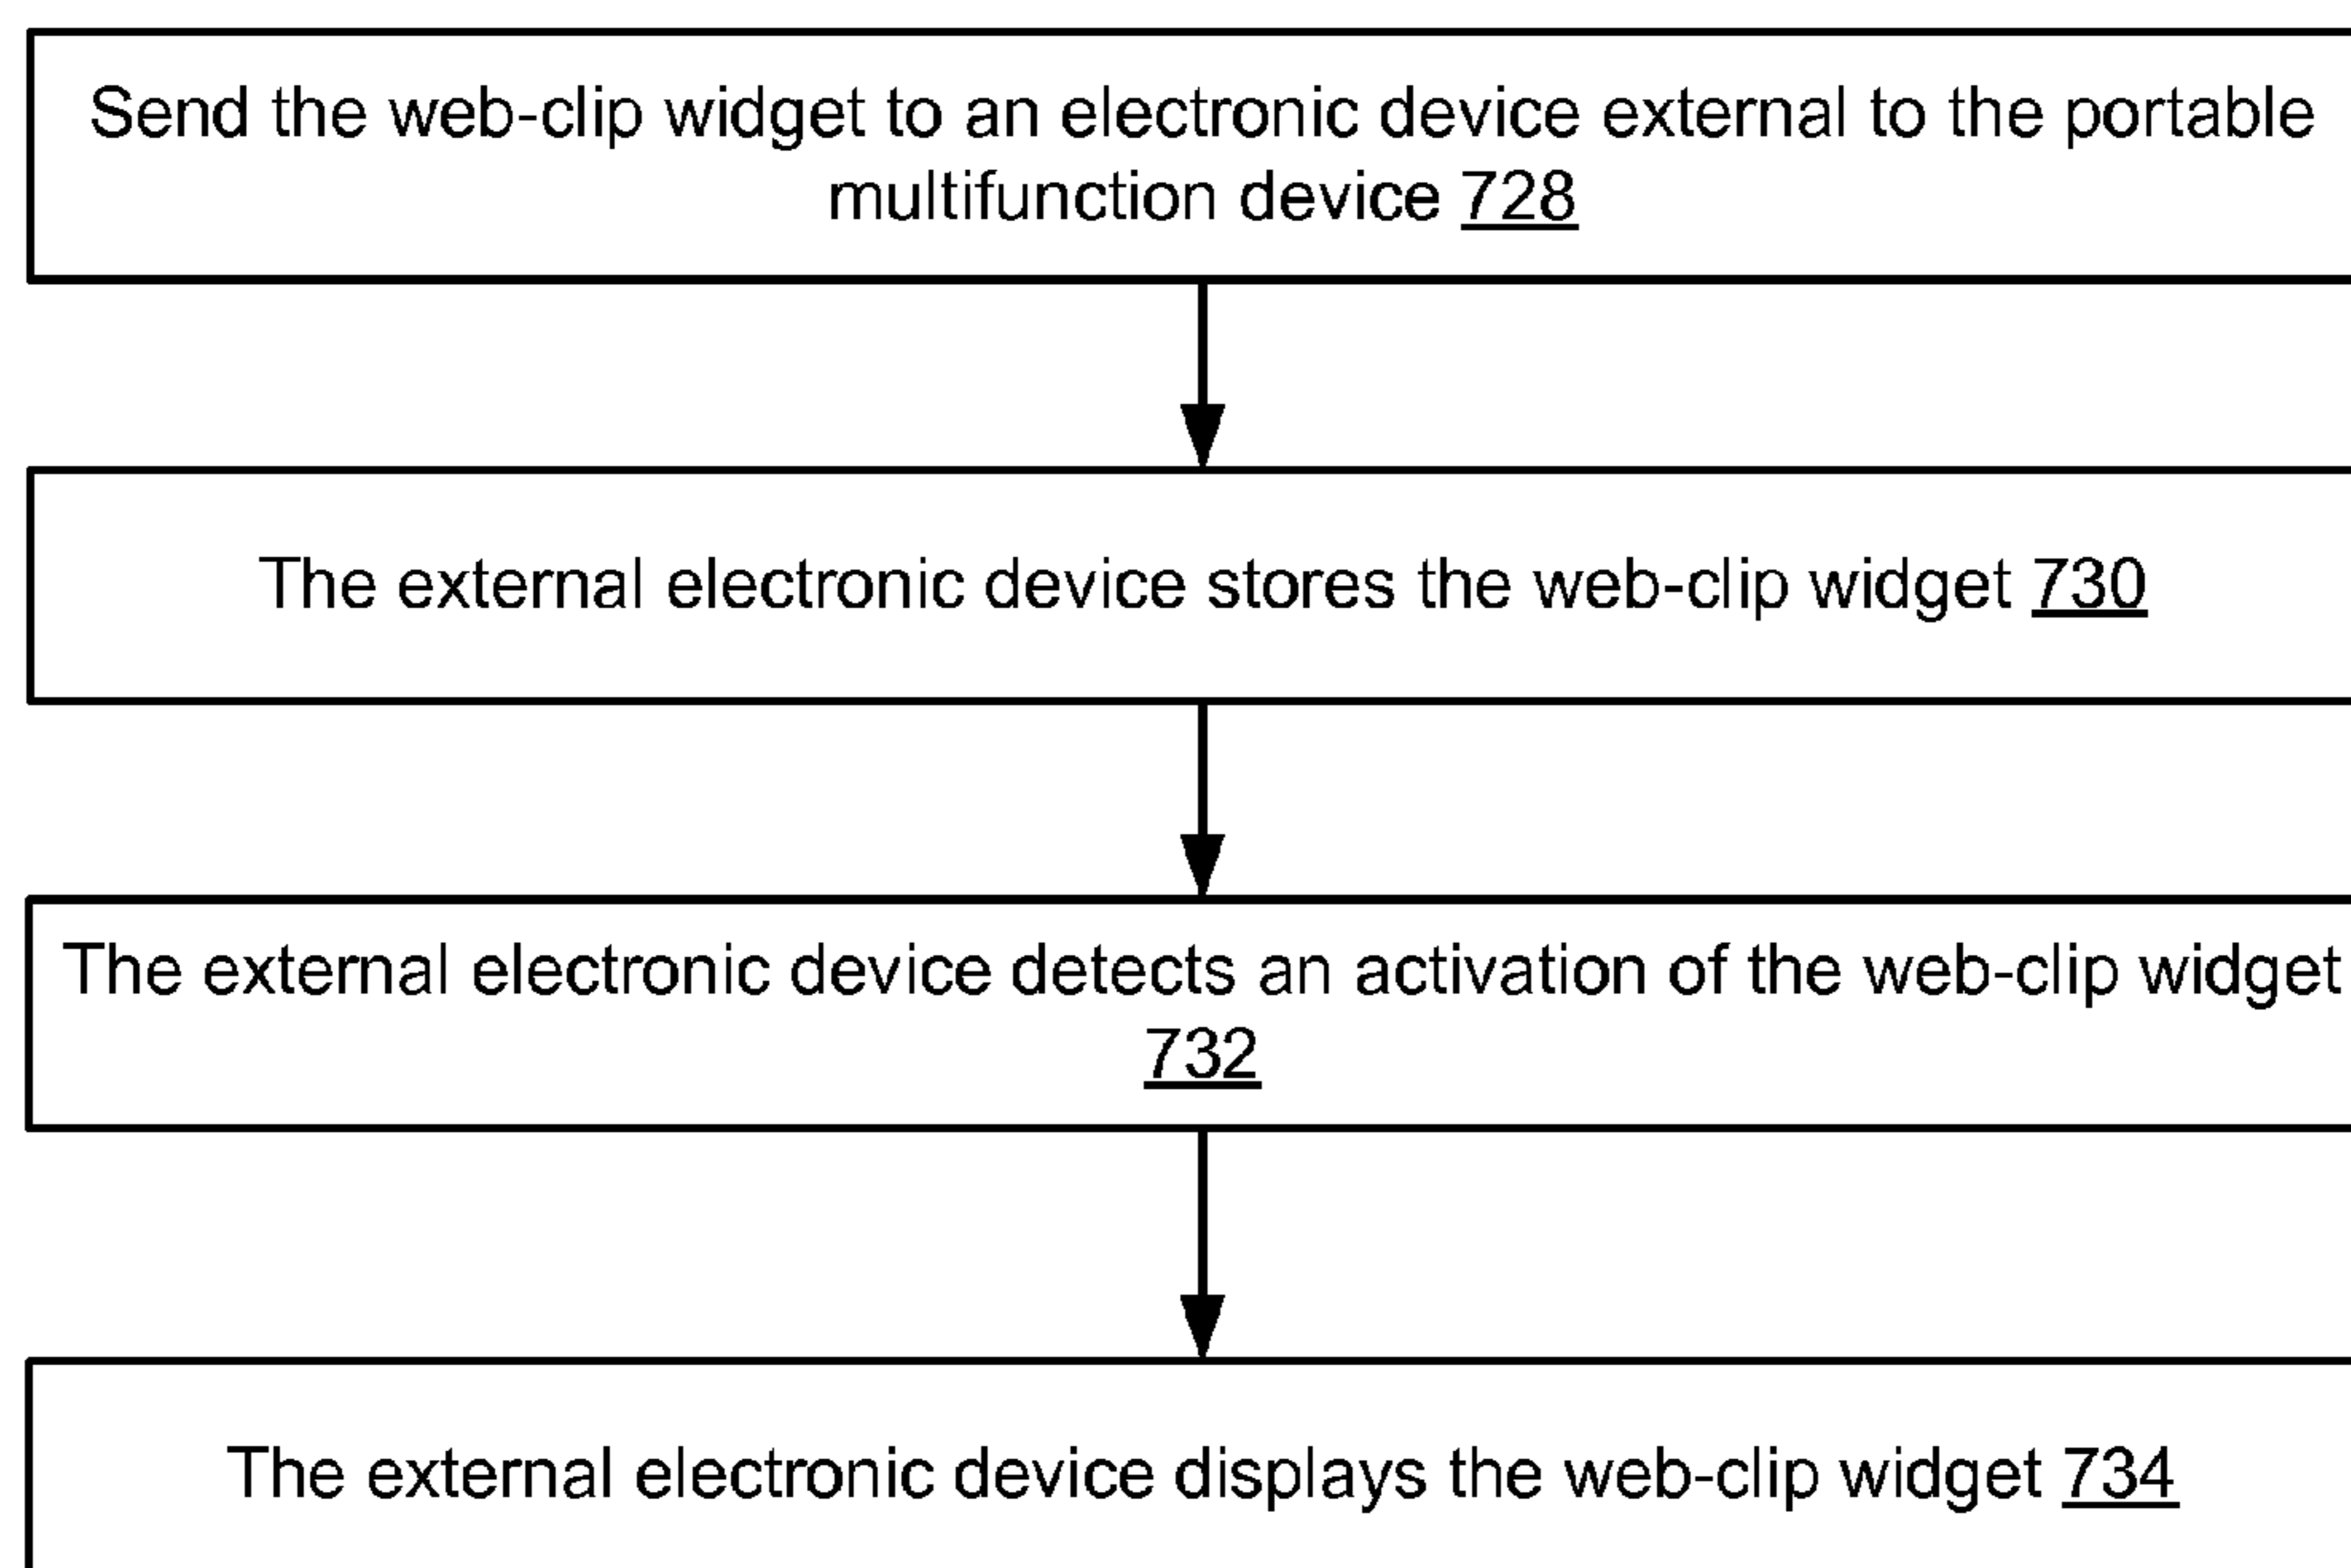 Send the web-clip widget to an electronic device external to the portable
multifunction device 728
The external electronic device stores the web-clip widget 730
The external electronic device detects an activation of the web-clip widget
732
The external electronic device displays the web-clip widget 734